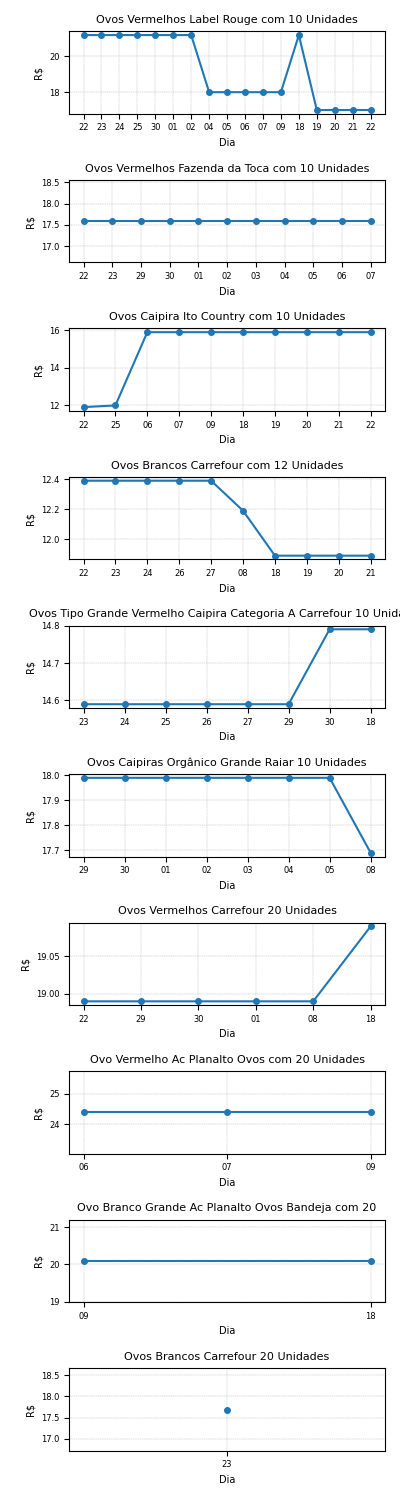 Ovos Vermelhos Label Rouge com 10 Unidades
20
18
R$
22 23 24 25 30 01 02 04 05 06 07 09 18 19 20 21 22
Dia
Ovos Vermelhos Fazenda da Toca com 10 Unidades
18.5
18.0
17.5
17.0
R$
22 23 29 30 01 02 03 04 05 06 07
Dia
Ovos Caipira Ito Country com 10 Unidades
16
14
12
R$
22 25 06 07 09 18 19 20 21 22
Dia
Ovos Brancos Carrefour com 12 Unidades
12.4
12.2
12.0
R$
22 23 24 26 27 08 18 19 20 21
Dia
Ovos Tipo Grande Vermelho Caipira Categoria A Carrefour 10 Unida
14.8
14.7
14.6
R$
23 24 25 26 27 29 30 18
Dia
Ovos Caipiras Orgânico Grande Raiar 10 Unidades
18.0
17.9
17.8
17.7
R$
29 30 01 02 03 04 05 08
Dia
Ovos Vermelhos Carrefour 20 Unidades
19.05
19.00
R$
22 29 30 01 08 18
Dia
Ovo Vermelho Ac Planalto Ovos com 20 Unidades
25
24
R$
06 07 09
Dia
Ovo Branco Grande Ac Planalto Ovos Bandeja com 20
21
20
19
R$
09 18
Dia
Ovos Brancos Carrefour 20 Unidades
18.5
18.0
17.5
17.0
R$
23
Dia